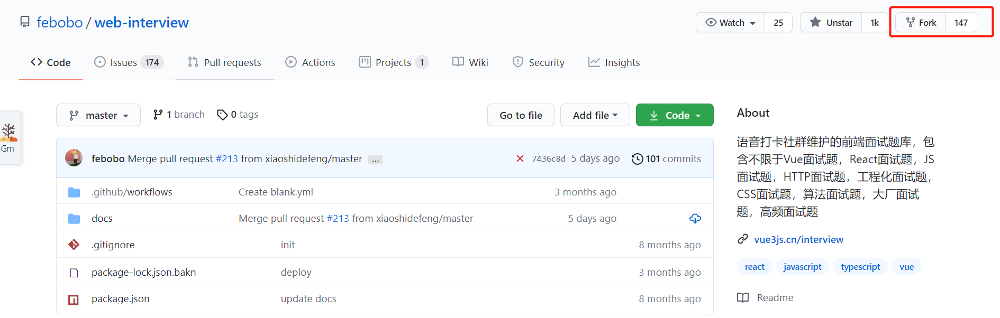 febobo / web-interview
Watch 25 Unstar 1k Fork 147
Code Issues 174 Pull requests Actions Projects 1 Wiki Security Insights
master 1 branch 0 tags Go to file Add file Code
Gm
febobo Merge pull request #213 from xiaoshidefeng/master ... 7436c8d 5 days ago 101 commits
.github/workflows Create blank.yml 3 months ago
docs Merge pull request #213 from xiaoshidefeng/master 5 days ago
.gitignore init 8 months ago
package-lock.json.bakn deploy 3 months ago
package.json update docs 8 months ago
About
语音打卡社群维护的前端面试题库，包
含不限于Vue面试题，React面试题，JS
面试题，HTTP面试题，工程化面试题，
CSS面试题，算法面试题，大厂面试
题，高频面试题
vue3js.cn/interview
react javascript typescript vue
Readme